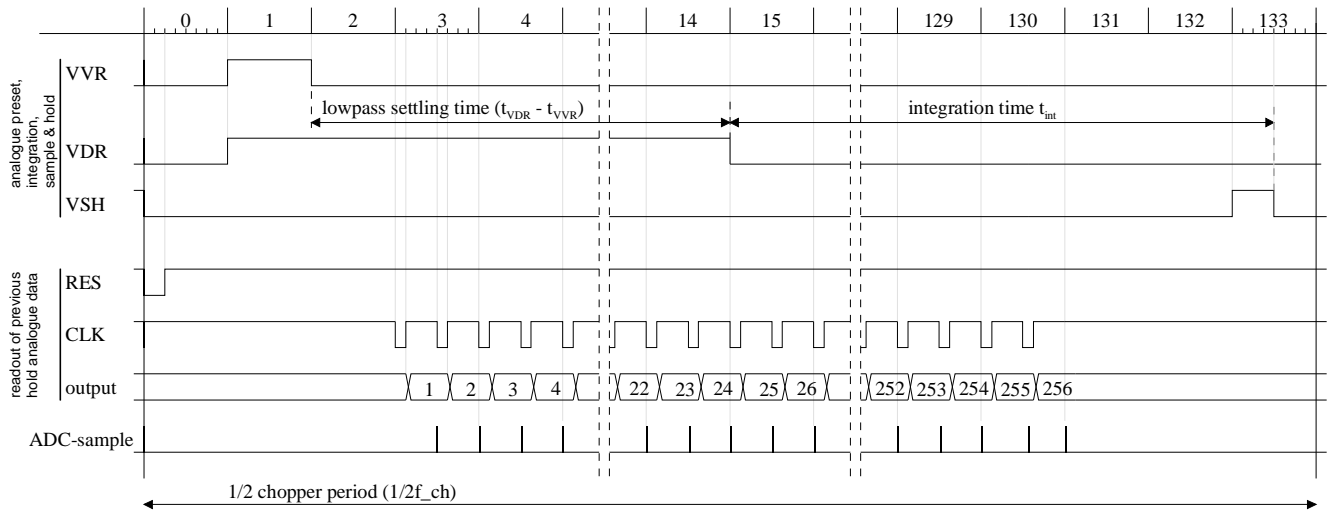 0 1 2 3 4 14 15 129 130 131 132 133
analogue preset,
integration,
sample & hold
VVR
lowpass settling time (tVDR - tVVR)
integration time tint
VDR
VSH
readout of previous
hold analogue data
RES
CLK
output 1 2 3 4 22 23 24 25 26 252 253 254 255 256
ADC-sample
1/2 chopper period (1/2f_ch)